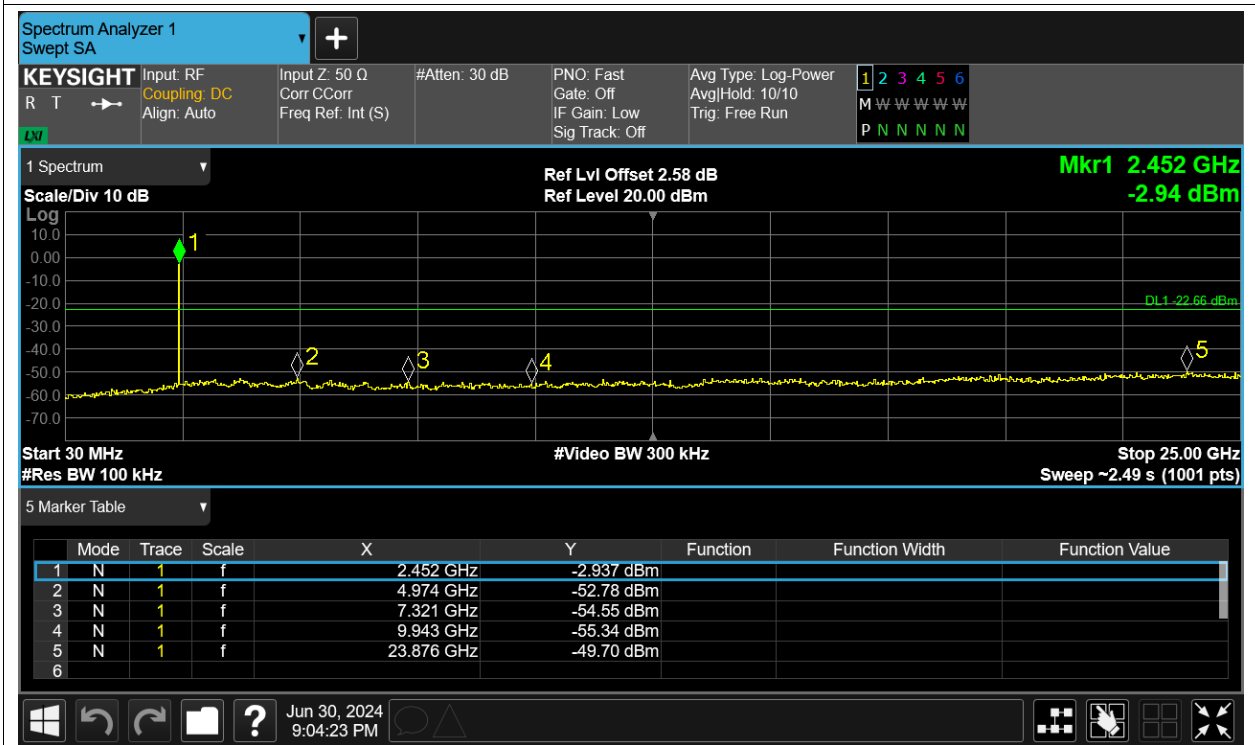 Spectrum Analyzer 1
Swept SA
+
KEYSIGHT
R T
LXI
Input: RF
Coupling: DC
Align: Auto
Input Z: 50 Ω
Corr CCorr
Freq Ref: Int (S)
#Atten: 30 dB
PNO: Fast
Gate: Off
IF Gain: Low
Sig Track: Off
Avg Type: Log-Power
Avg|Hold: 10/10
Trig: Free Run
1 2 3 4 5 6
M W W W W W
P N N N N N
1 Spectrum
Scale/Div 10 dB
Ref Lvl Offset 2.58 dB
Ref Level 20.00 dBm
Mkr1 2.452 GHz
-2.94 dBm
Log
10.0
0.00
-10.0
-20.0
-30.0
-40.0
-50.0
-60.0
-70.0
1
2
3
4
5
DL1 -22.66 dBm
Start 30 MHz
#Video BW 300 kHz
Stop 25.00 GHz
#Res BW 100 kHz
Sweep ~2.49 s (1001 pts)
5 Marker Table
Mode Trace Scale X Y Function Function Width Function Value
1 N 1 f 2.452 GHz -2.937 dBm
2 N 1 f 4.974 GHz -52.78 dBm
3 N 1 f 7.321 GHz -54.55 dBm
4 N 1 f 9.943 GHz -55.34 dBm
5 N 1 f 23.876 GHz -49.70 dBm
6
?
Jun 30, 2024
9:04:23 PM